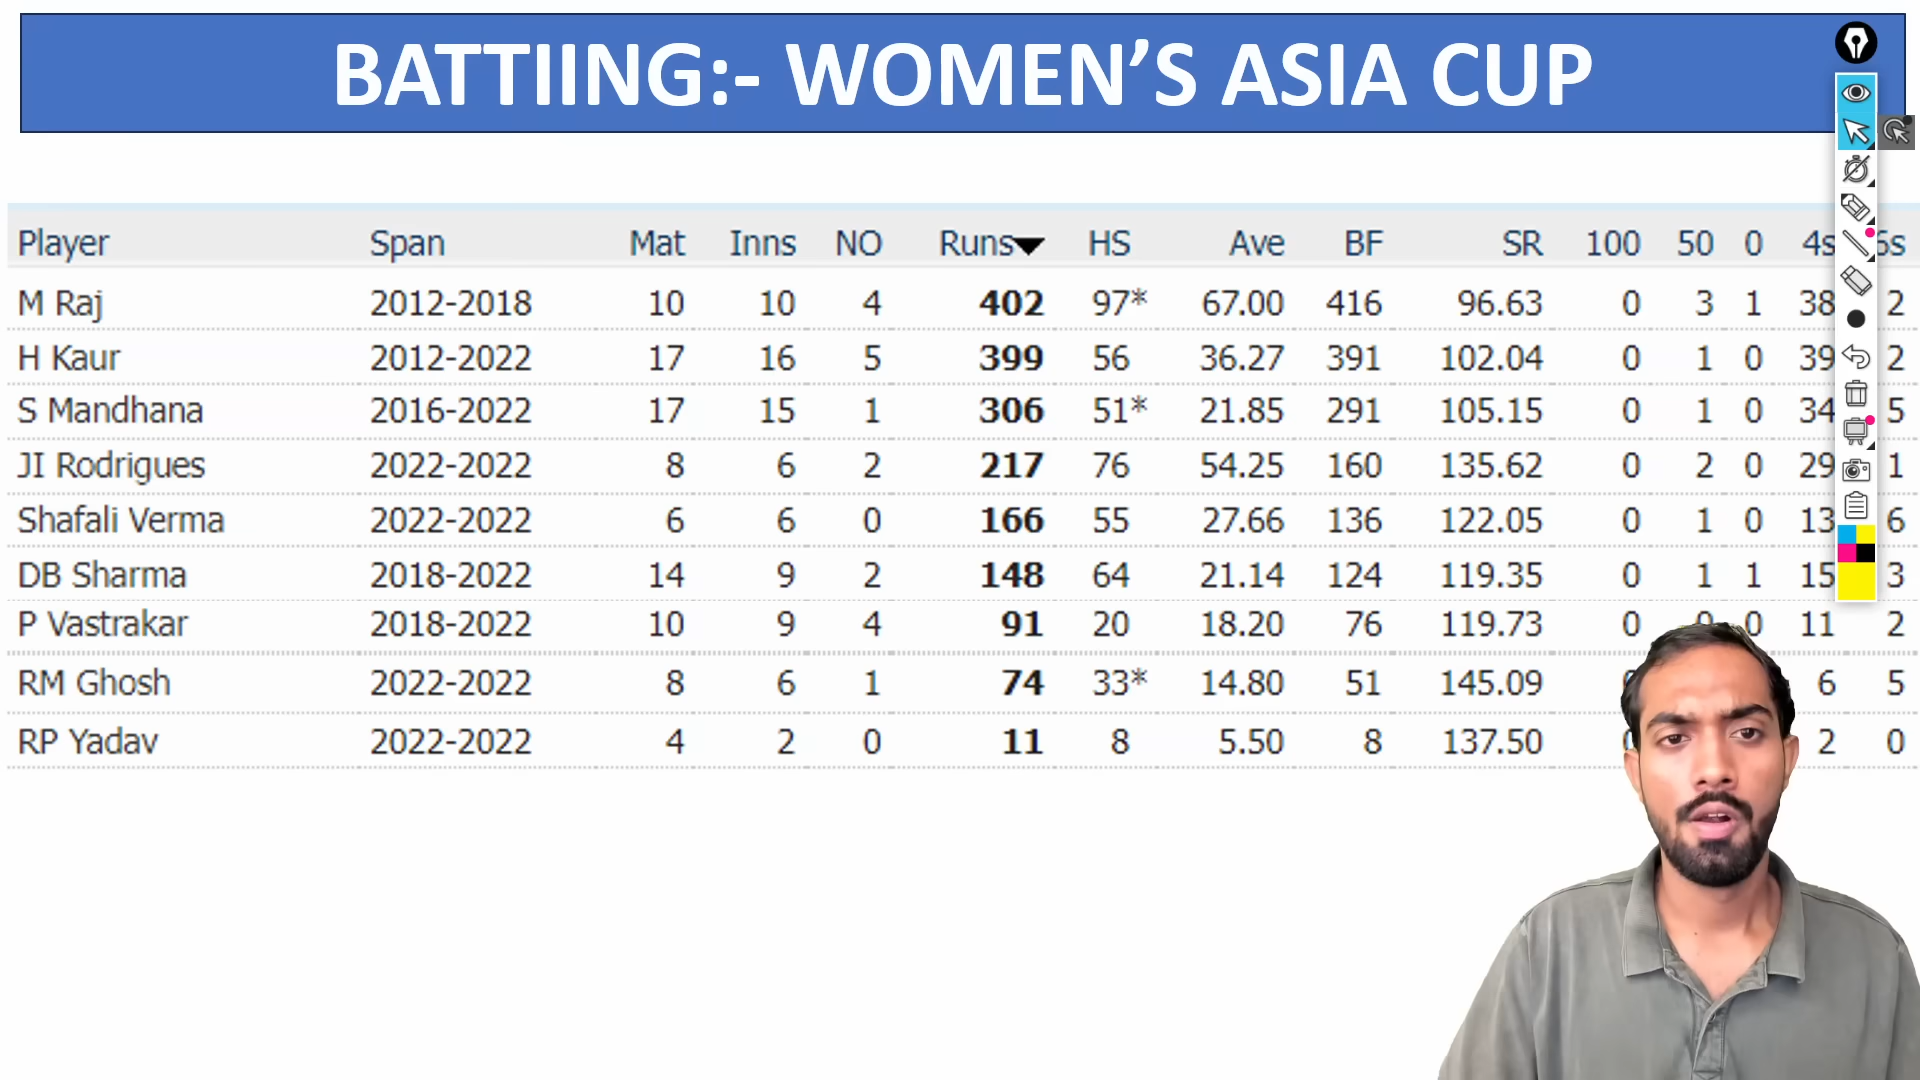 BATTIING:- WOMEN’S ASIA CUP
Player Span Mat Inns NO Runs HS Ave BF SR 100 50 0 4s 6s
M Raj 2012-2018 10 10 4 402 97* 67.00 416 96.63 0 3 1 38 2
H Kaur 2012-2022 17 16 5 399 56 36.27 391 102.04 0 1 0 39 2
S Mandhana 2016-2022 17 15 1 306 51* 21.85 291 105.15 0 1 0 34 5
JI Rodrigues 2022-2022 8 6 2 217 76 54.25 160 135.62 0 2 0 29 1
Shafali Verma 2022-2022 6 6 0 166 55 27.66 136 122.05 0 1 0 13 6
DB Sharma 2018-2022 14 9 2 148 64 21.14 124 119.35 0 1 1 15 3
P Vastrakar 2018-2022 10 9 4 91 20 18.20 76 119.73 0 0 0 11 2
RM Ghosh 2022-2022 8 6 1 74 33* 14.80 51 145.09 6 5
RP Yadav 2022-2022 4 2 0 11 8 5.50 8 137.50 2 0